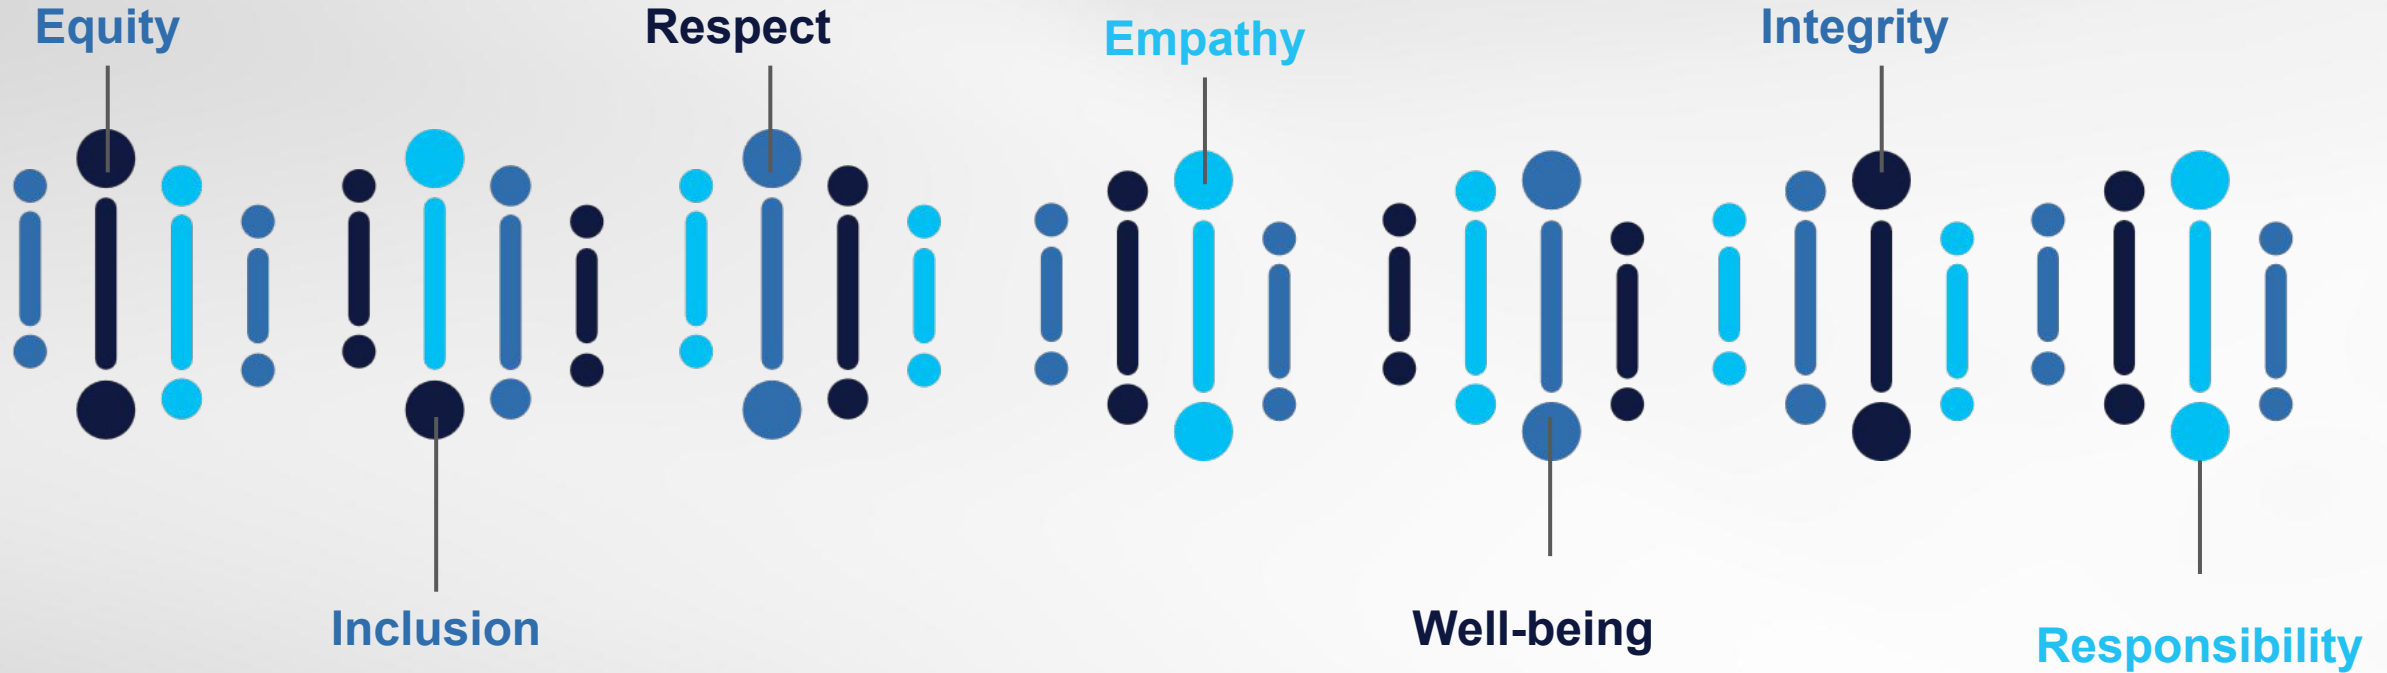 Equity
Respect
Empathy
Integrity
Inclusion
Well-being
Responsibility